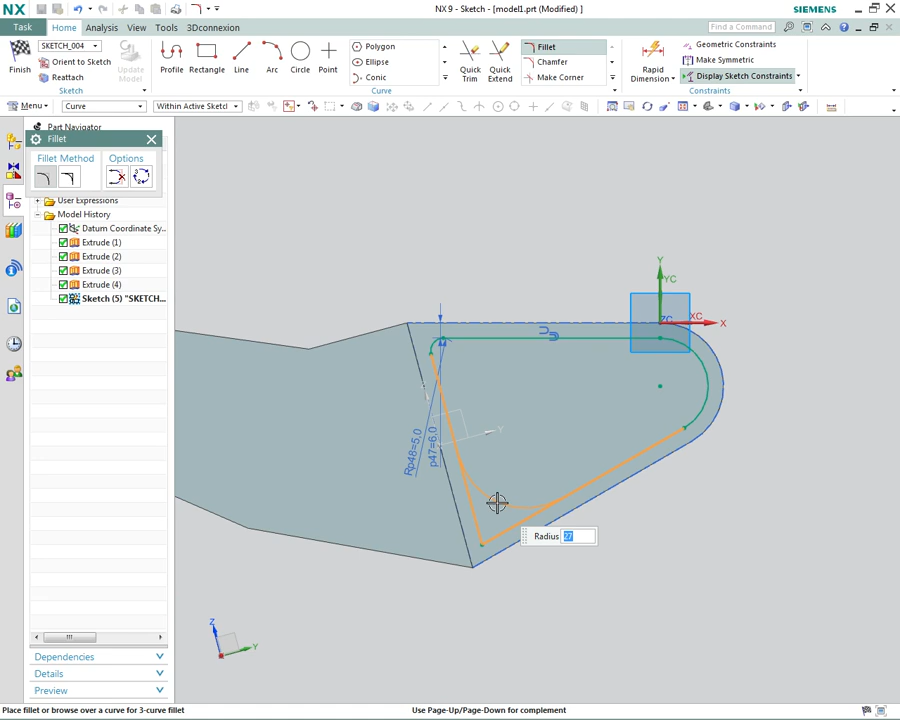 NX NX 9 - Sketch - [model1.prt (Modified) ] SIEMENS
Task Home Analysis View Tools 3Dconnexion Find a Command
SKETCH_004
Orient to Sketch
Reattach
Finish
Update Model
Sketch
Profile Rectangle Line Arc Circle Point
Polygon
Ellipse
Conic
Curve
Quick Trim
Quick Extend
Fillet
Chamfer
Make Corner
Rapid Dimension
Geometric Constraints
Make Symmetric
Display Sketch Constraints
Constraints
Menu Curve Within Active Sketcl
Part Navigator
Fillet
Fillet Method Options
User Expressions
Model History
Datum Coordinate Sy...
Extrude (1)
Extrude (2)
Extrude (3)
Extrude (4)
Sketch (5) "SKETCH...
Dependencies
Details
Preview
Y
YC
ZC
XC
X
Rp48=5,0
p47=6,0
Y
Radius 27
Z
Y
Place fillet or browse over a curve for 3-curve fillet Use Page-Up/Page-Down for complement